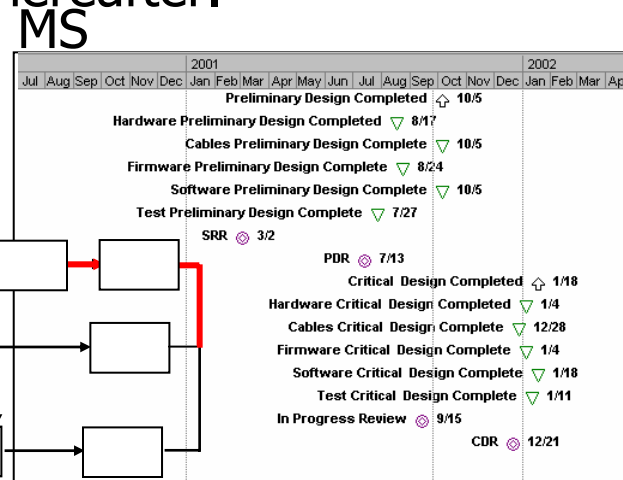 hereafter.
MS
2001 2002
Jul Aug Sep Oct Nov Dec Jan Feb Mar Apr May Jun Jul Aug Sep Oct Nov Dec Jan Feb Mar
Preliminary Design Completed 10/5
Hardware Preliminary Design Completed 8/17
Cables Preliminary Design Complete 10/5
Firmware Preliminary Design Complete 8/24
Software Preliminary Design Complete 10/5
Test Preliminary Design Complete 7/27
SRR 3/2
PDR 7/13
Critical Design Completed 1/18
Hardware Critical Design Completed 1/4
Cables Critical Design Complete 12/28
Firmware Critical Design Complete 1/4
Software Critical Design Complete 1/18
Test Critical Design Complete 1/11
In Progress Review 9/15
CDR 12/21